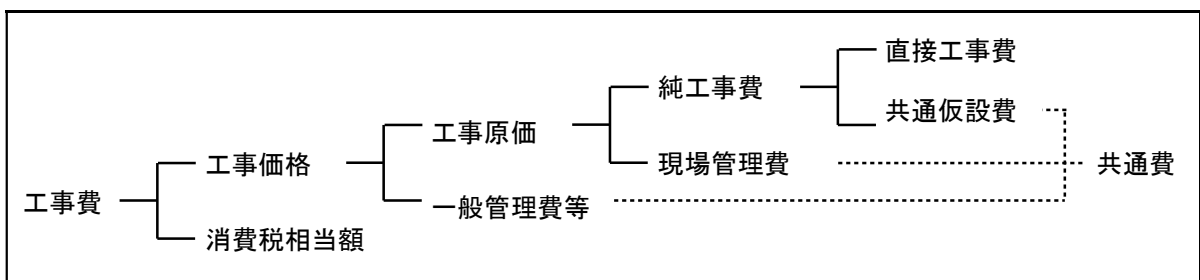 直接工事費
純工事費
共通仮設費
工事原価
工事価格
現場管理費
共通費
工事費
一般管理費等
消費税相当額